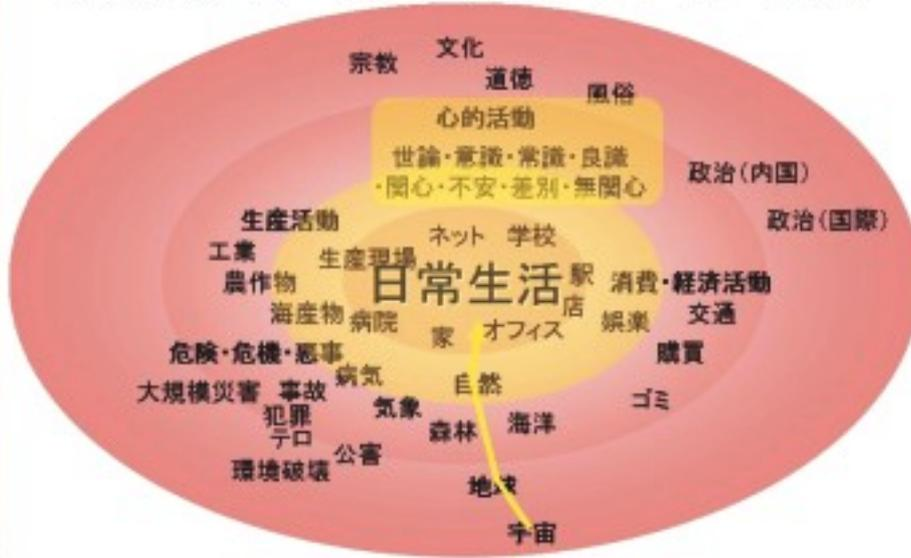 文化
宗教
道徳
風俗
心的活動
世論・意識・常識・良識
・関心・不安・差別・無関心
政治(内国)
政治(国際)
生産活動
ネット 学校
工業
生産現場
日常生活
駅
消費・経済活動
農作物
店
海産物
病院
家
オフィス
娯楽
交通
危険・危機・悪事
購買
病気
自然
大規模災害
事故
気象
ゴミ
犯罪
森林
海洋
テロ
公害
環境破壊
地球
宇宙